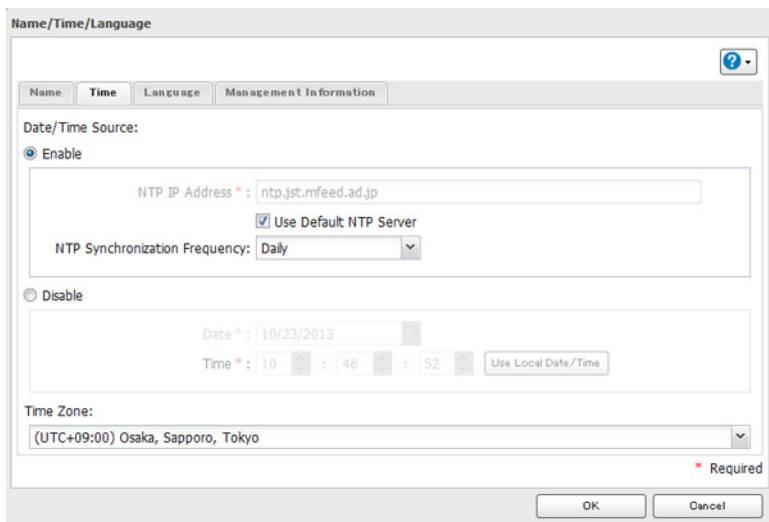 Name/Time/Language
?
Name Time Language Management Information
Date/Time Source:
Enable
NTP IP Address * : ntp.jst.mfeed.ad.jp
Use Default NTP Server
NTP Synchronization Frequency: Daily
Disable
Date * : 10/23/2013
Time * : 10 : 46 : 52 Use Local Date/Time
Time Zone:
(UTC+09:00) Osaka, Sapporo, Tokyo
* Required
OK Cancel